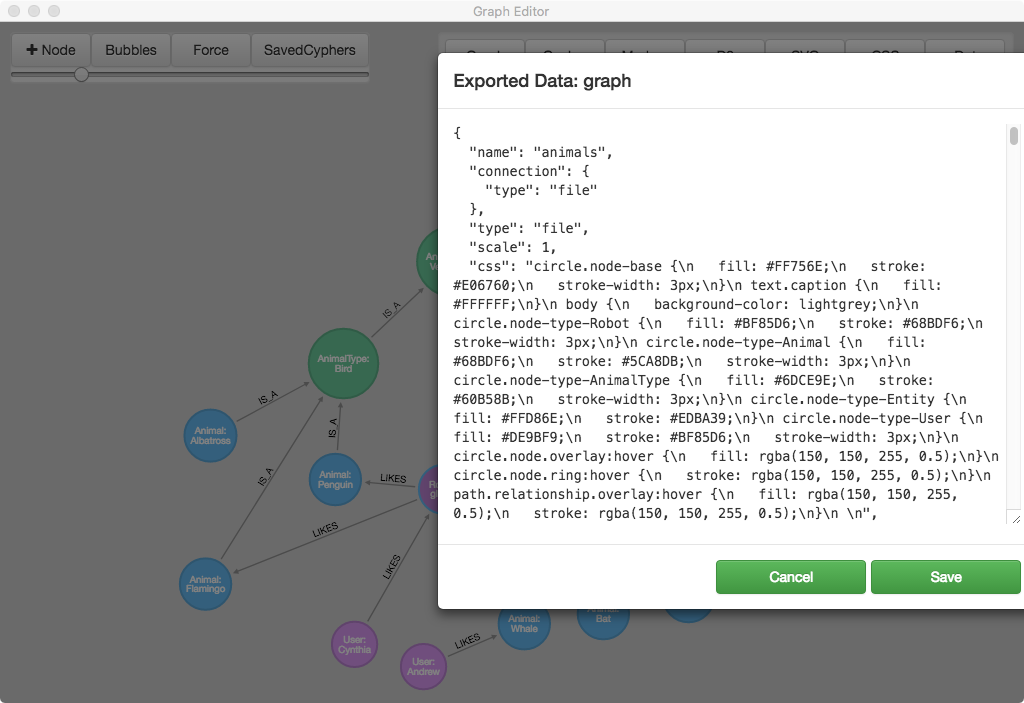 Graph Editor
+ Node
Bubbles
Force
SavedCyphers
Exported Data: graph
{
  "name": "animals",
  "connection": {
    "type": "file"
  },
  "type": "file",
  "scale": 1,
  "css": "circle.node-base {\n   fill: #FF756E;\n   stroke:
#E06760;\n   stroke-width: 3px;\n}\n text.caption {\n   fill:
#FFFFFF;\n}\n body {\n   background-color: lightgrey;\n}\n
circle.node-type-Robot {\n   fill: #BF85D6;\n   stroke: #68BDF6;\n
stroke-width: 3px;\n}\n circle.node-type-Animal {\n   fill:
#68BDF6;\n   stroke: #5CA8DB;\n   stroke-width: 3px;\n}\n
circle.node-type-AnimalType {\n   fill: #6DCE9E;\n   stroke:
#60B58B;\n   stroke-width: 3px;\n}\n circle.node-type-Entity {\n
fill: #FFD86E;\n   stroke: #EDBA39;\n}\n circle.node-type-User {\n
fill: #DE9BF9;\n   stroke: #BF85D6;\n   stroke-width: 3px;\n}\n
circle.node.overlay:hover {\n   fill: rgba(150, 150, 255, 0.5);\n}\n
circle.node.ring:hover {\n   stroke: rgba(150, 150, 255, 0.5);\n}\n
path.relationship.overlay:hover {\n   fill: rgba(150, 150, 255,
0.5);\n   stroke: rgba(150, 150, 255, 0.5);\n}\n \n",
Cancel
Save
IS_A
AnimalType:
Bird
IS_A
Animal:
Albatross
IS_A
IS_A
Animal:
Penguin
LIKES
LIKES
LIKES
Animal:
Flamingo
User:
Cynthia
User:
Andrew
LIKES
Animal:
Whale
Bat